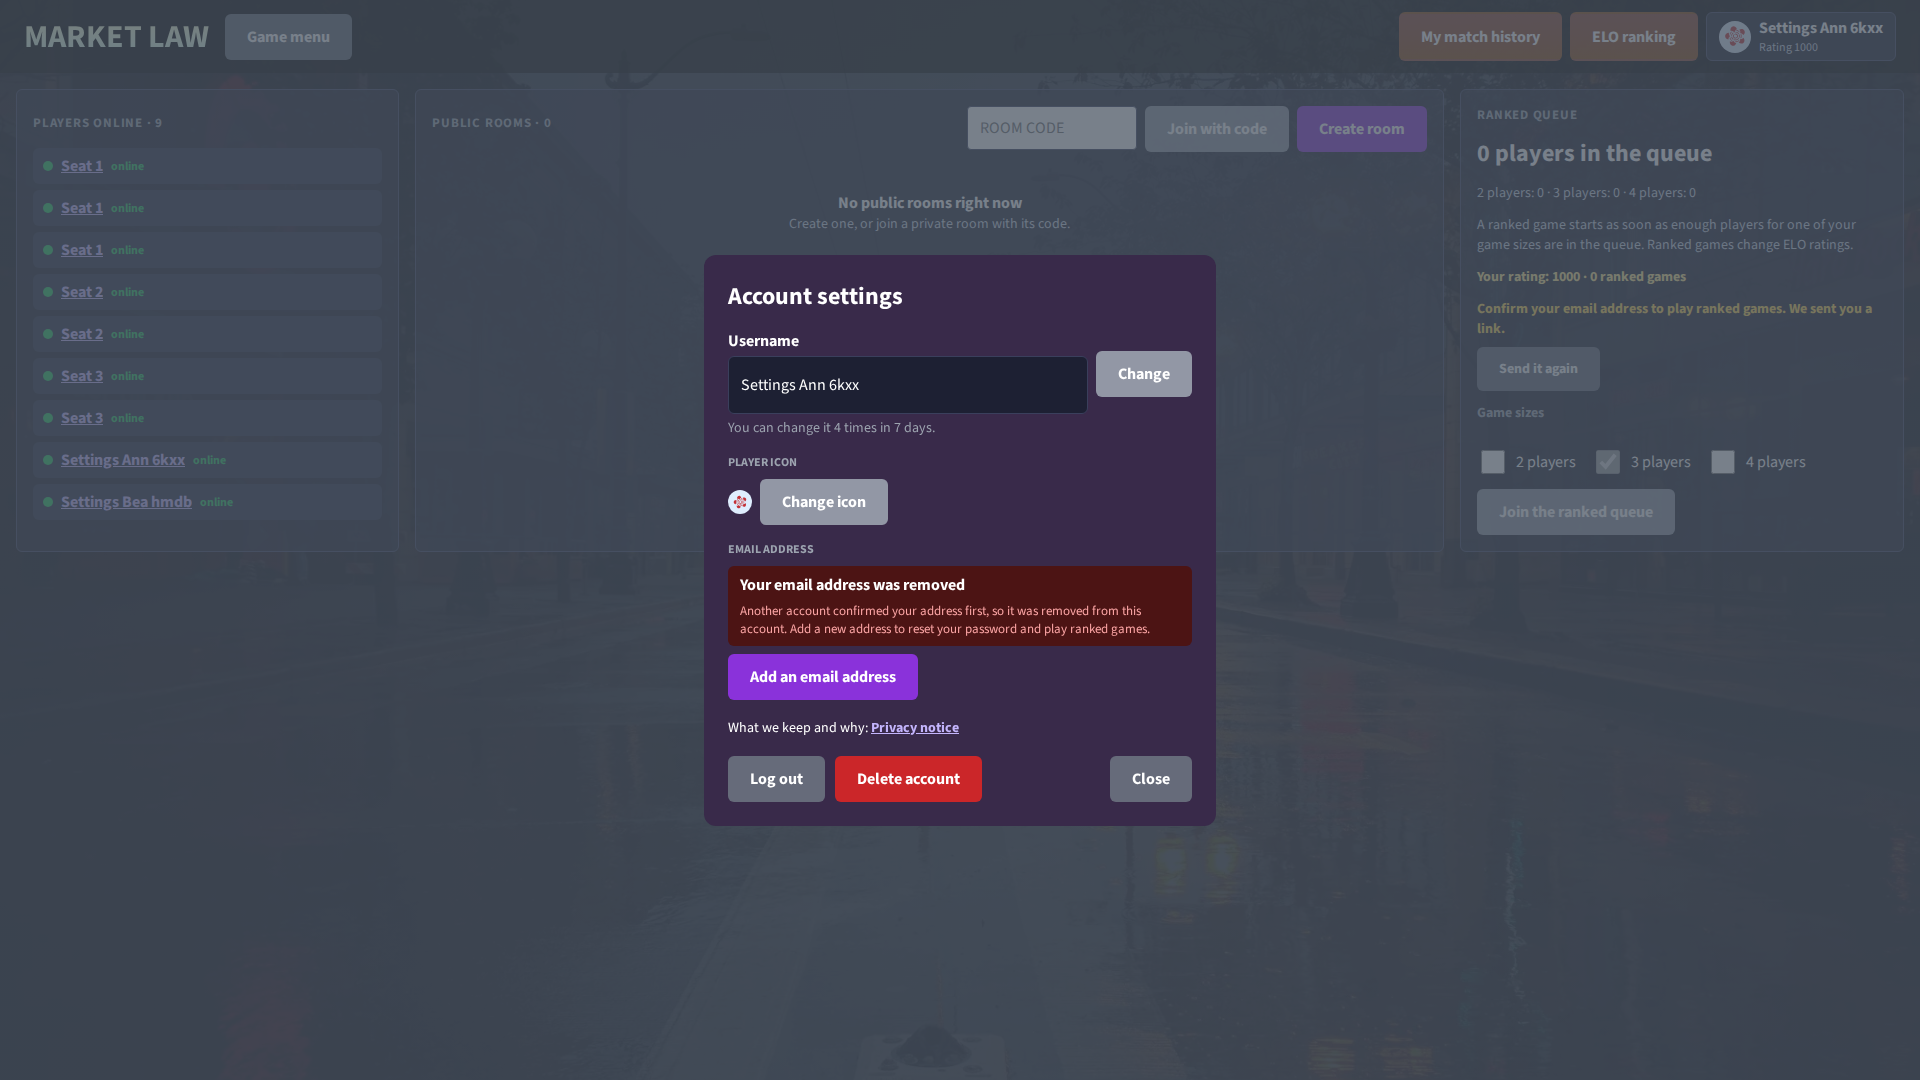 MARKET LAW
Game menu
My match history
ELO ranking
Settings Ann 6kxx
Rating 1000
PLAYERS ONLINE · 9
Seat 1 online
Seat 1 online
Seat 1 online
Seat 2 online
Seat 2 online
Seat 3 online
Seat 3 online
Settings Ann 6kxx online
Settings Bea hmdb online
PUBLIC ROOMS · 0
ROOM CODE
Join with code
Create room
No public rooms right now
Create one, or join a private room with its code.
Account settings
Username
Settings Ann 6kxx
Change
You can change it 4 times in 7 days.
PLAYER ICON
Change icon
EMAIL ADDRESS
Your email address was removed
Another account confirmed your address first, so it was removed from this
account. Add a new address to reset your password and play ranked games.
Add an email address
What we keep and why: Privacy notice
Log out
Delete account
Close
RANKED QUEUE
0 players in the queue
2 players: 0 · 3 players: 0 · 4 players: 0
A ranked game starts as soon as enough players for one of your
game sizes are in the queue. Ranked games change ELO ratings.
Your rating: 1000 · 0 ranked games
Confirm your email address to play ranked games. We sent you a
link.
Send it again
Game sizes
2 players
3 players
4 players
Join the ranked queue